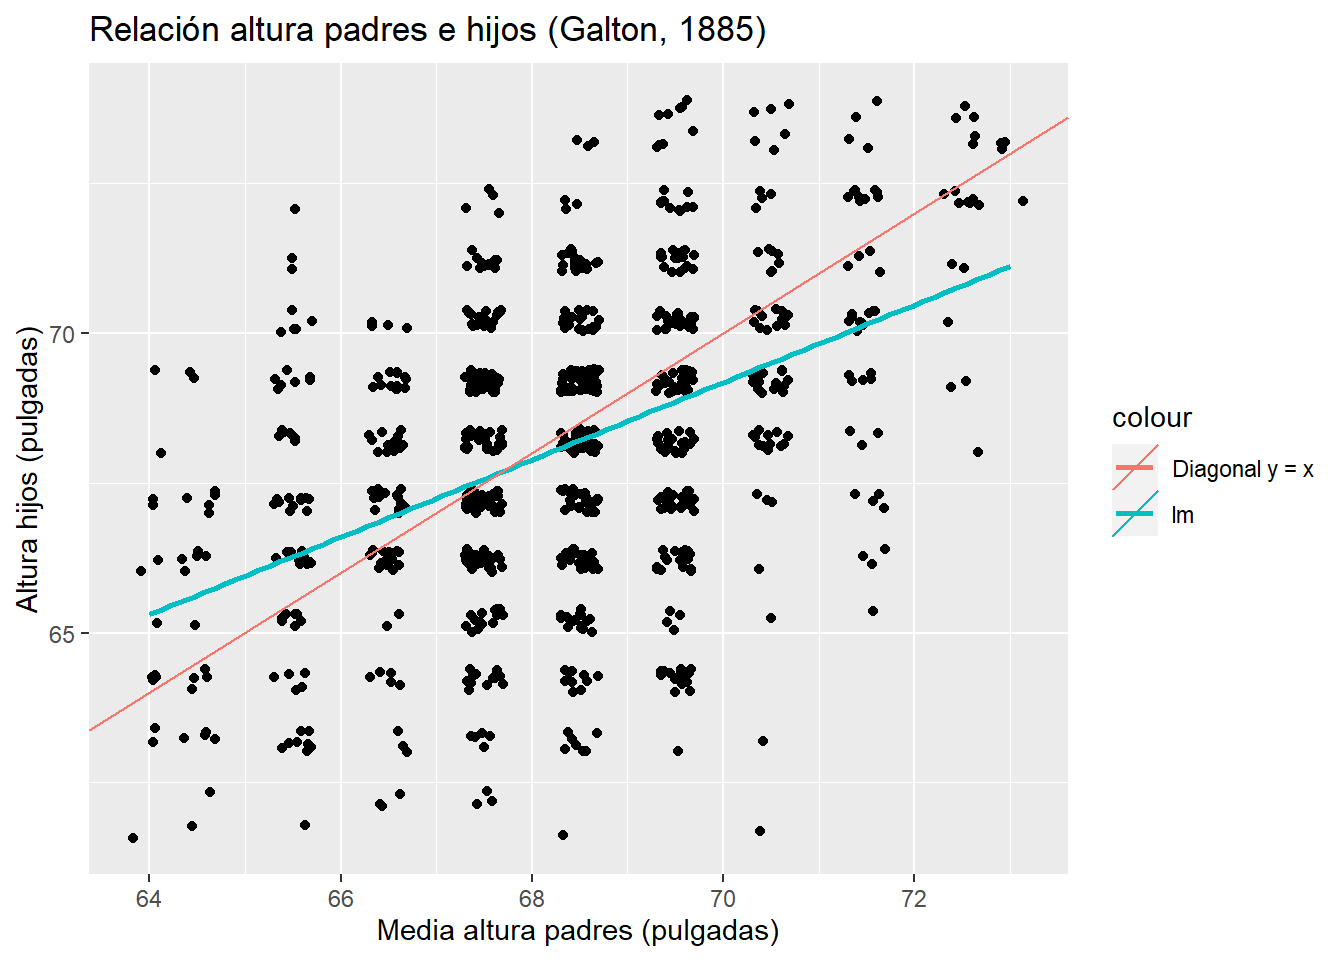 Relación altura padres e hijos (Galton, 1885)
Altura hijos (pulgadas)
70
65
64
66
68
70
72
Media altura padres (pulgadas)
colour
Diagonal y = x
lm